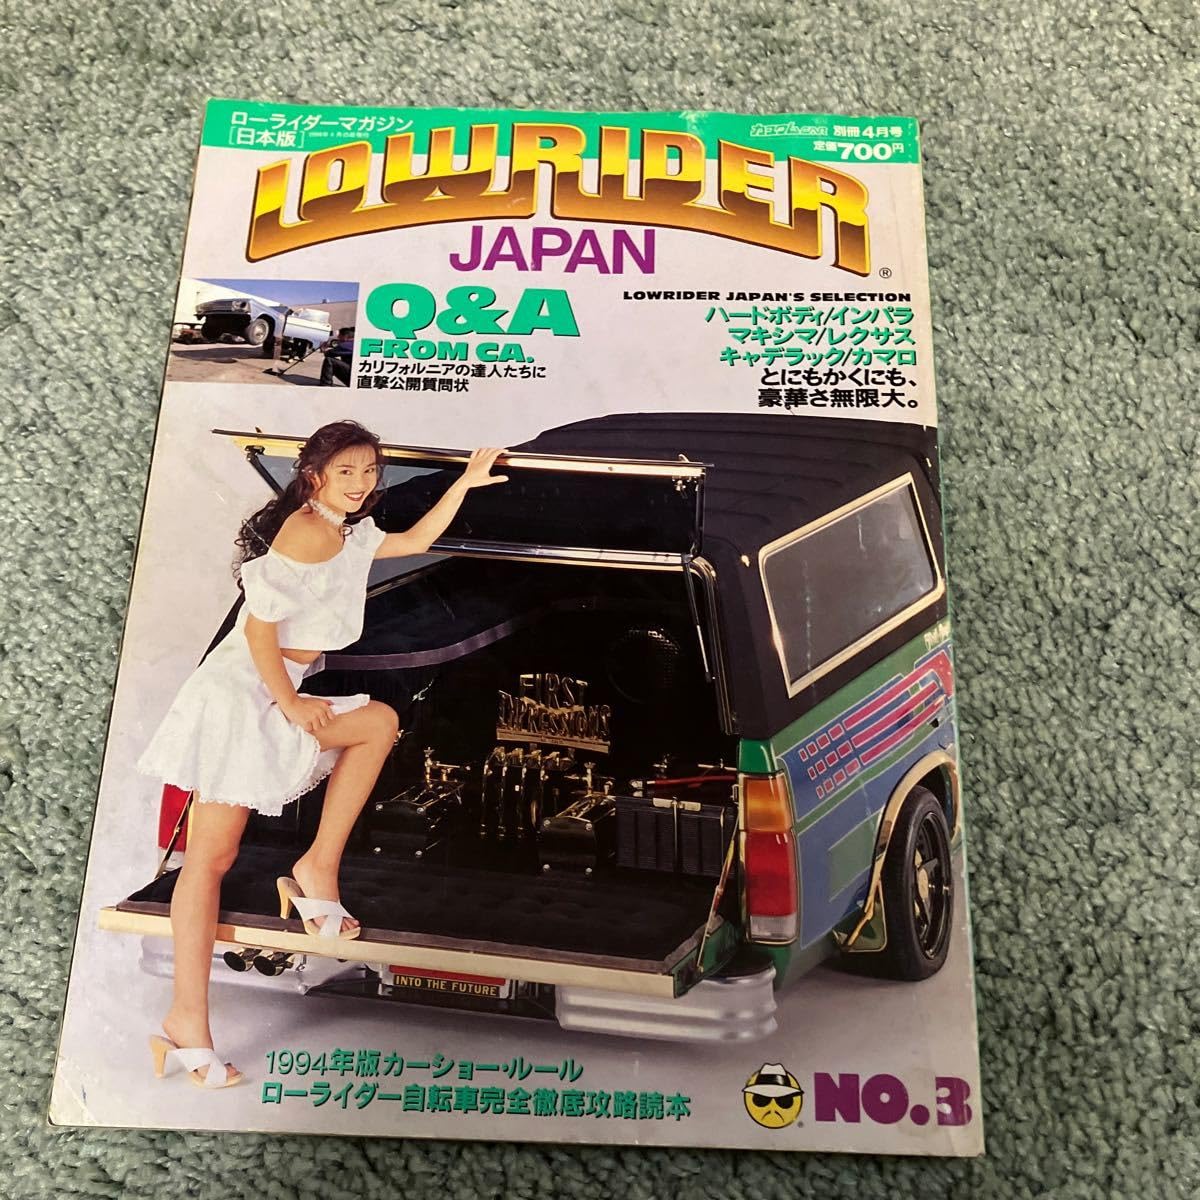 ローライダーマガジン
[日本版]
別冊4月号
定価700円
LOWRIDER
JAPAN
®
Q&A
FROM CA.
カリフォルニアの達人たちに
直撃公開質問状
LOWRIDER JAPAN'S SELECTION
ハードボディ/インパラ
マキシマ/レクサス
キャデラック/カマロ
とにもかくにも、
豪華さ無限大。
FIRST
IMPRESSIONS
INTO THE FUTURE
1994年版カーショー・ルール
ローライダー自転車完全徹底攻略読本
NO.3